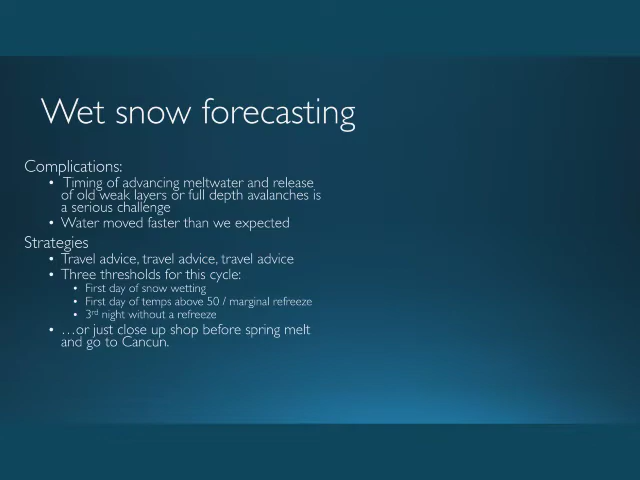 Wet snow forecasting
Complications:
• Timing of advancing meltwater and release
of old weak layers or full depth avalanches is
a serious challenge
• Water moved faster than we expected
Strategies
• Travel advice, travel advice, travel advice
• Three thresholds for this cycle:
• First day of snow wetting
• First day of temps above 50 / marginal refreeze
• 3rd night without a refreeze
• …or just close up shop before spring melt
and go to Cancun.